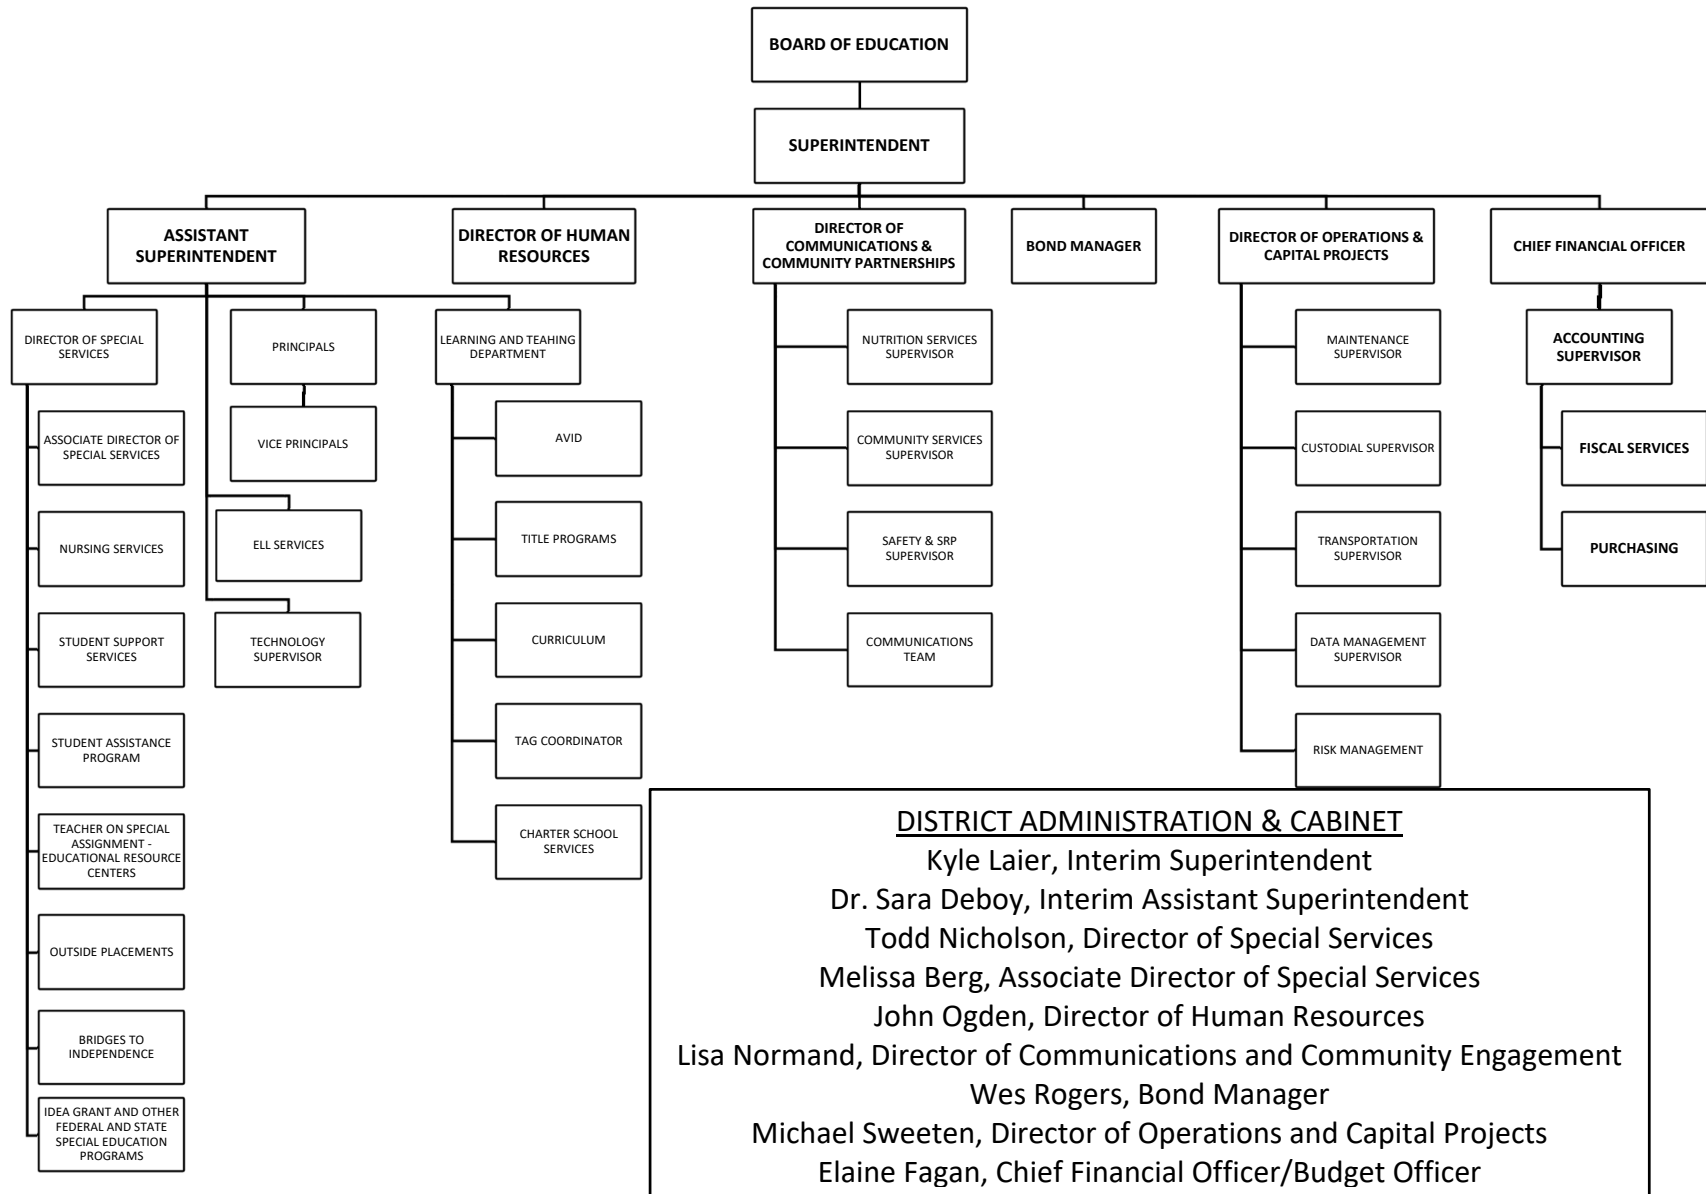 BOARD OF EDUCATION
SUPERINTENDENT
ASSISTANT
SUPERINTENDENT
DIRECTOR OF HUMAN
RESOURCES
DIRECTOR OF
COMMUNICATIONS &
COMMUNITY PARTNERSHIPS
BOND MANAGER
DIRECTOR OF OPERATIONS &
CAPITAL PROJECTS
CHIEF FINANCIAL OFFICER
DIRECTOR OF SPECIAL
SERVICES
ASSOCIATE DIRECTOR OF
SPECIAL SERVICES
NURSING SERVICES
STUDENT SUPPORT
SERVICES
STUDENT ASSISTANCE
PROGRAM
TEACHER ON SPECIAL
ASSIGNMENT -
EDUCATIONAL RESOURCE
CENTERS
OUTSIDE PLACEMENTS
BRIDGES TO
INDEPENDENCE
IDEA GRANT AND OTHER
FEDERAL AND STATE
SPECIAL EDUCATION
PROGRAMS
PRINCIPALS
VICE PRINCIPALS
ELL SERVICES
TECHNOLOGY
SUPERVISOR
LEARNING AND TEAHING
DEPARTMENT
AVID
TITLE PROGRAMS
CURRICULUM
TAG COORDINATOR
CHARTER SCHOOL
SERVICES
NUTRITION SERVICES
SUPERVISOR
COMMUNITY SERVICES
SUPERVISOR
SAFETY & SRP
SUPERVISOR
COMMUNICATIONS
TEAM
MAINTENANCE
SUPERVISOR
CUSTODIAL SUPERVISOR
TRANSPORTATION
SUPERVISOR
DATA MANAGEMENT
SUPERVISOR
RISK MANAGEMENT
ACCOUNTING
SUPERVISOR
FISCAL SERVICES
PURCHASING
DISTRICT ADMINISTRATION & CABINET
Kyle Laier, Interim Superintendent
Dr. Sara Deboy, Interim Assistant Superintendent
Todd Nicholson, Director of Special Services
Melissa Berg, Associate Director of Special Services
John Ogden, Director of Human Resources
Lisa Normand, Director of Communications and Community Engagement
Wes Rogers, Bond Manager
Michael Sweeten, Director of Operations and Capital Projects
Elaine Fagan, Chief Financial Officer/Budget Officer